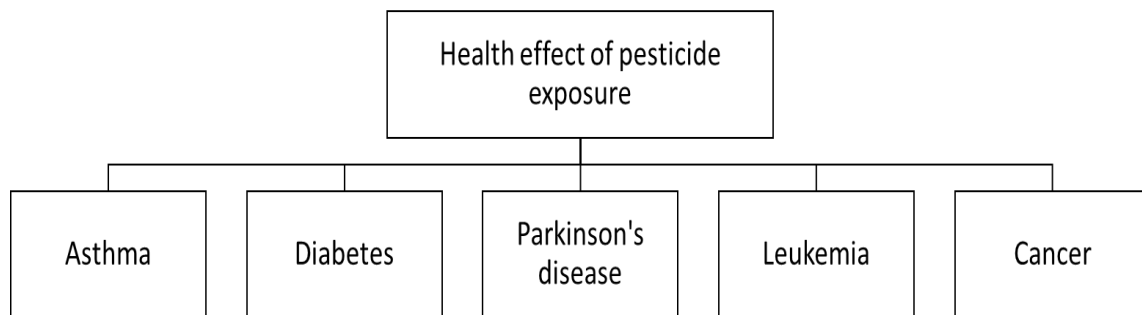 Health effect of pesticide
exposure
Asthma
Diabetes
Parkinson's
disease
Leukemia
Cancer